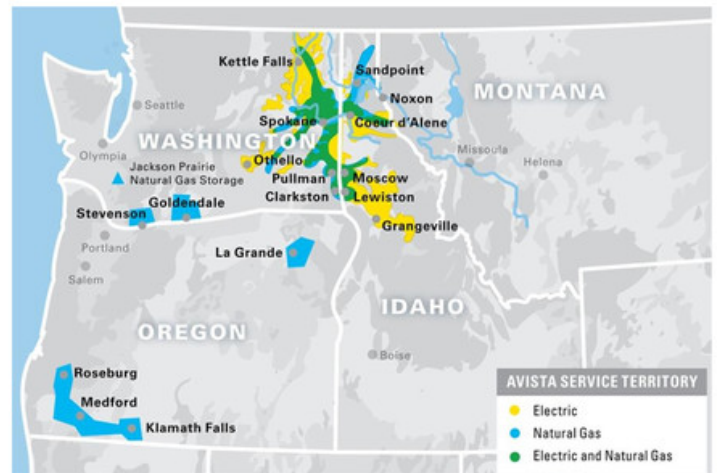 Kettle Falls
Sandpoint
Noxon
MONTANA
Seattle
Spokane
Coeur d'Alene
WASHINGTON
Olympia
Othello
Missoula
Helena
Jackson Prairie
Natural Gas Storage
Pullman
Moscow
Clarkston
Lewiston
Goldendale
Stevenson
Grangeville
Portland
La Grande
Salem
IDAHO
OREGON
Boise
Roseburg
Medford
Klamath Falls
AVISTA SERVICE TERRITORY
Electric
Natural Gas
Electric and Natural Gas